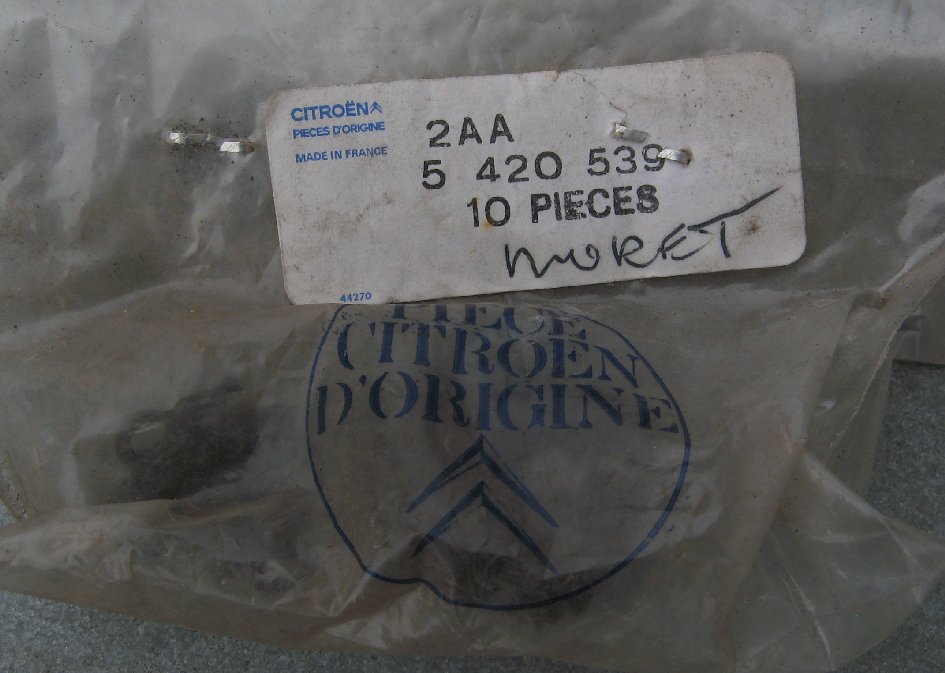 CITROËN
PIECES D'ORIGINE
MADE IN FRANCE
2AA
5 420 539
10 PIECES
MORET
44270
PIECE
CITROËN
D'ORIGINE